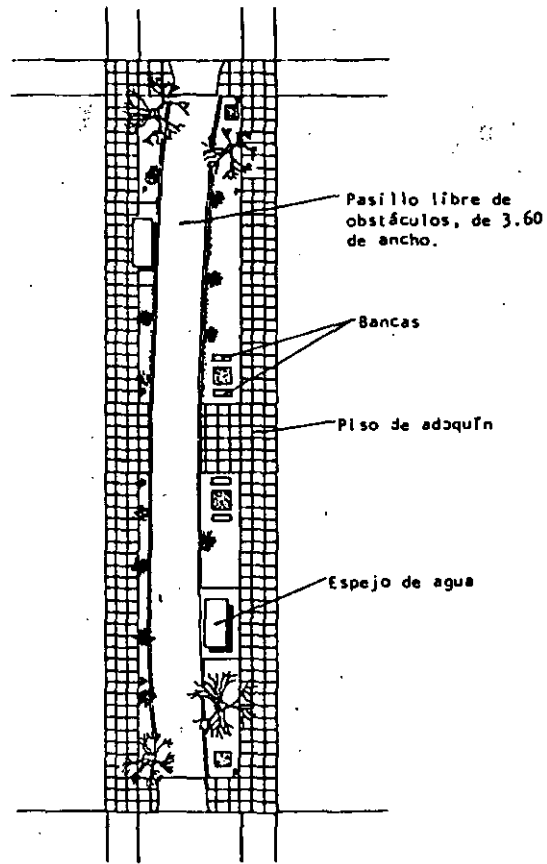 Pasillo libre de
obstáculos, de 3.60
de ancho.
Bancas
Piso de adoquín
Espejo de agua